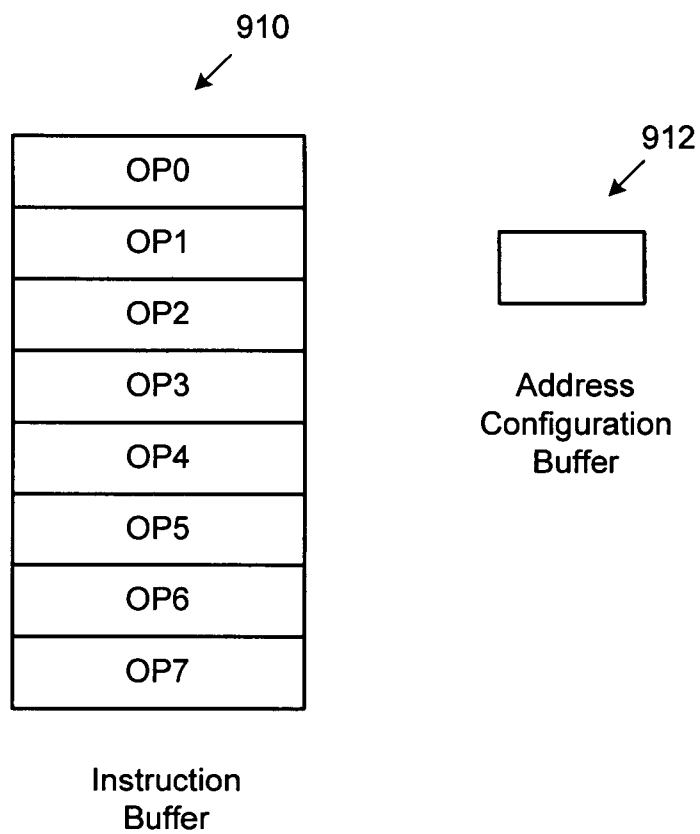 910
OP0
OP1
OP2
OP3
OP4
OP5
OP6
OP7
Instruction
Buffer
912
Address
Configuration
Buffer